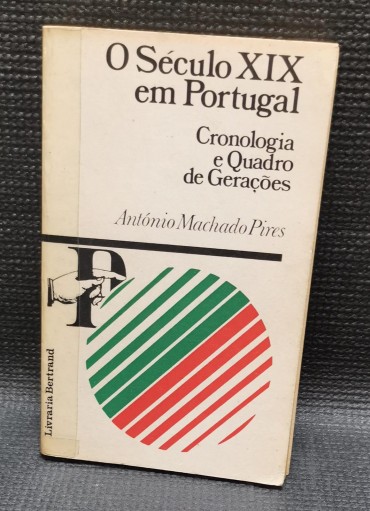 O Século XIX
em Portugal
Cronologia
e Quadro
de Gerações
António Machado Pires
P
Livraria Bertrand